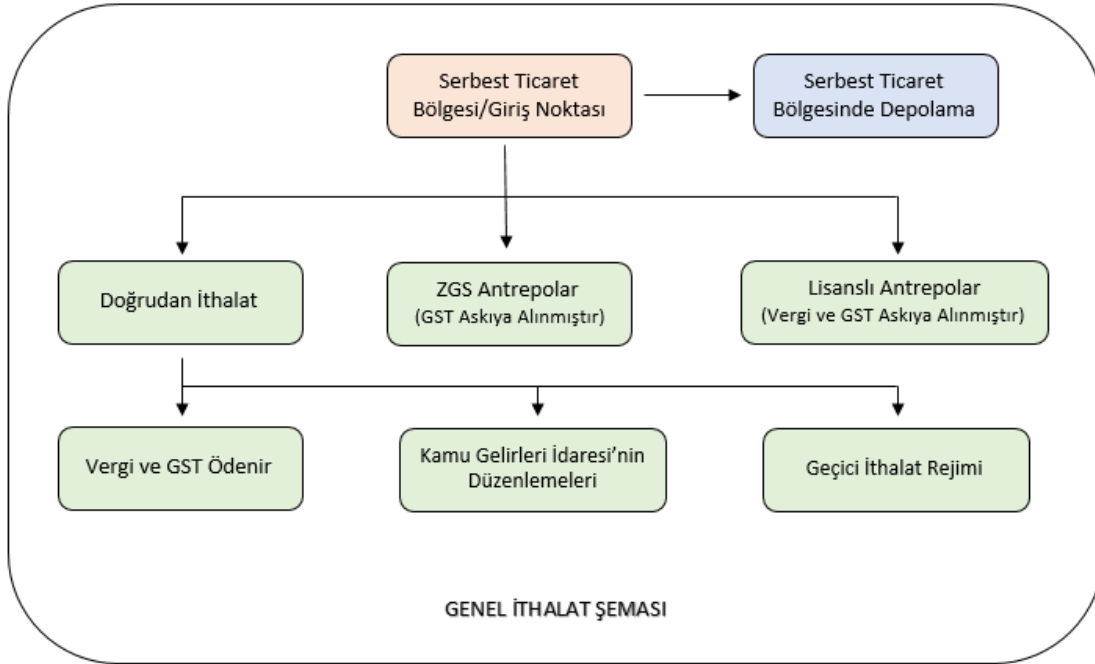 Serbest Ticaret
Bölgesi/Giriş Noktası
Serbest Ticaret
Bölgesinde Depolama
Doğrudan İthalat
ZGS Antrepolar
(GST Askıya Alınmıştır)
Lisanslı Antrepolar
(Vergi ve GST Askıya Alınmıştır)
Vergi ve GST Ödenir
Kamu Gelirleri İdaresi’nin
Düzenlemeleri
Geçici İthalat Rejimi
GENEL İTHALAT ŞEMASI